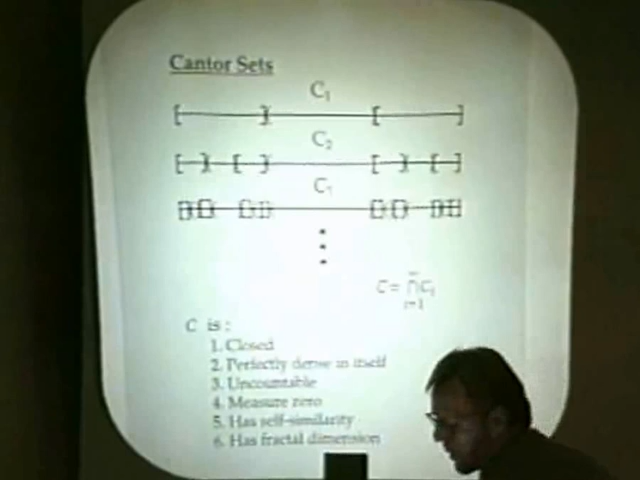 Cantor Sets
C₁
C₂
C = ∩ Cᵢ
i=1
C is:
1. Closed
2. Perfectly dense in itself
3. Uncountable
4. Measure zero
5. Has self-similarity
6. Has fractal dimension